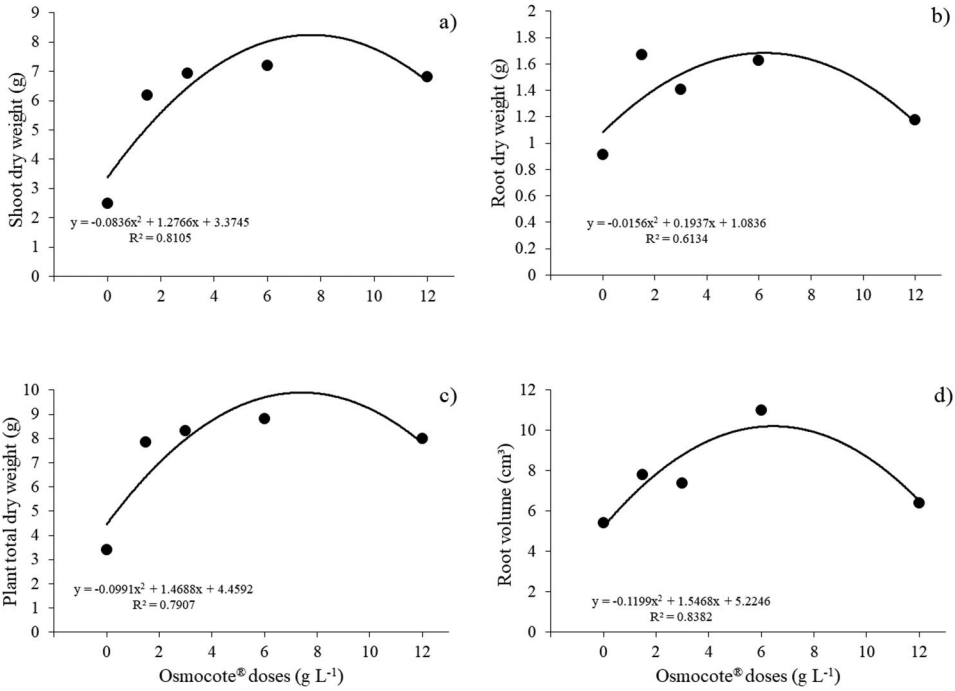 a)
Shoot dry weight (g)
9
8
7
6
5
4
3
2
1
0
y = -0.0836x² + 1.2766x + 3.3745
R² = 0.8105
0 2 4 6 8 10 12
b)
Root dry weight (g)
2
1.8
1.6
1.4
1.2
1
0.8
0.6
0.4
0.2
0
y = -0.0156x² + 0.1937x + 1.0836
R² = 0.6134
0 2 4 6 8 10 12
c)
Plant total dry weight (g)
10
9
8
7
6
5
4
3
2
1
0
y = -0.0991x² + 1.4688x + 4.4592
R² = 0.7907
0 2 4 6 8 10 12
Osmocote® doses (g L⁻¹)
d)
Root volume (cm³)
12
10
8
6
4
2
0
y = -0.1199x² + 1.5468x + 5.2246
R² = 0.8382
0 2 4 6 8 10 12
Osmocote® doses (g L⁻¹)